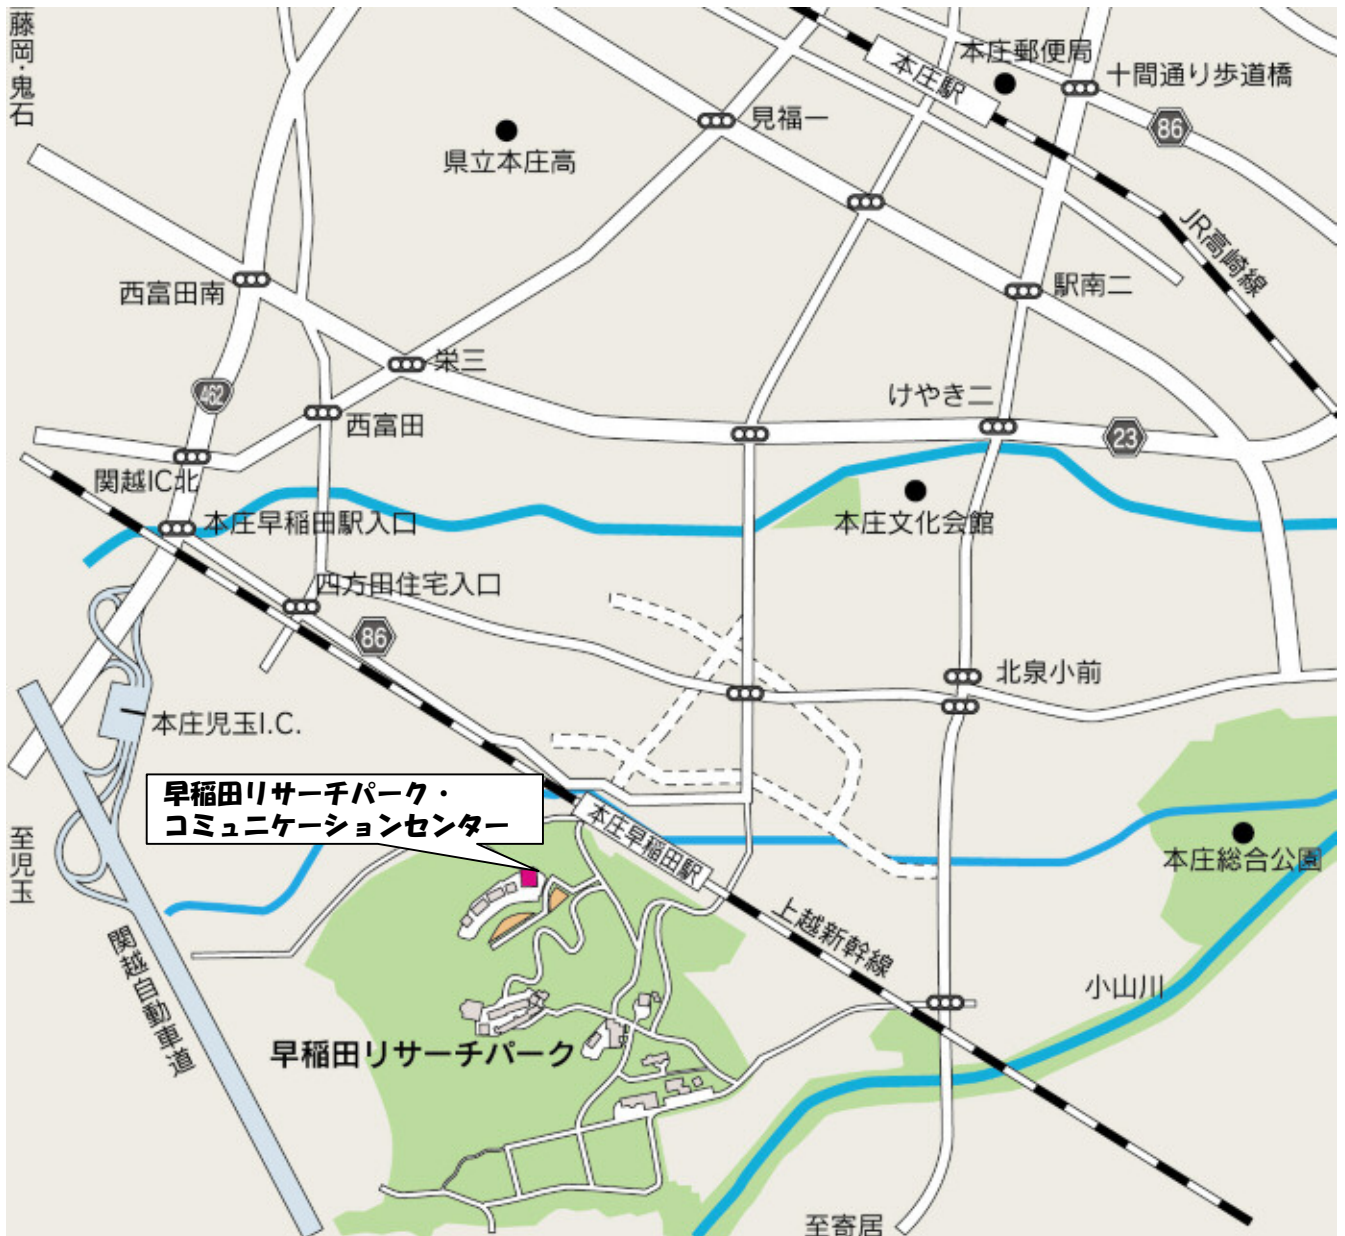 藤岡・鬼石
本庄駅
本庄郵便局
十間通り歩道橋
86
見福一
県立本庄高
JR高崎線
駅南二
西富田南
栄三
462
けやき二
西富田
23
関越IC北
本庄早稲田駅入口
本庄文化会館
四方田住宅入口
86
北泉小前
本庄児玉I.C.
早稲田リサーチパーク・
コミュニケーションセンター
本庄早稲田駅
至児玉
本庄総合公園
上越新幹線
関越自動車道
小山川
早稲田リサーチパーク
至寄居